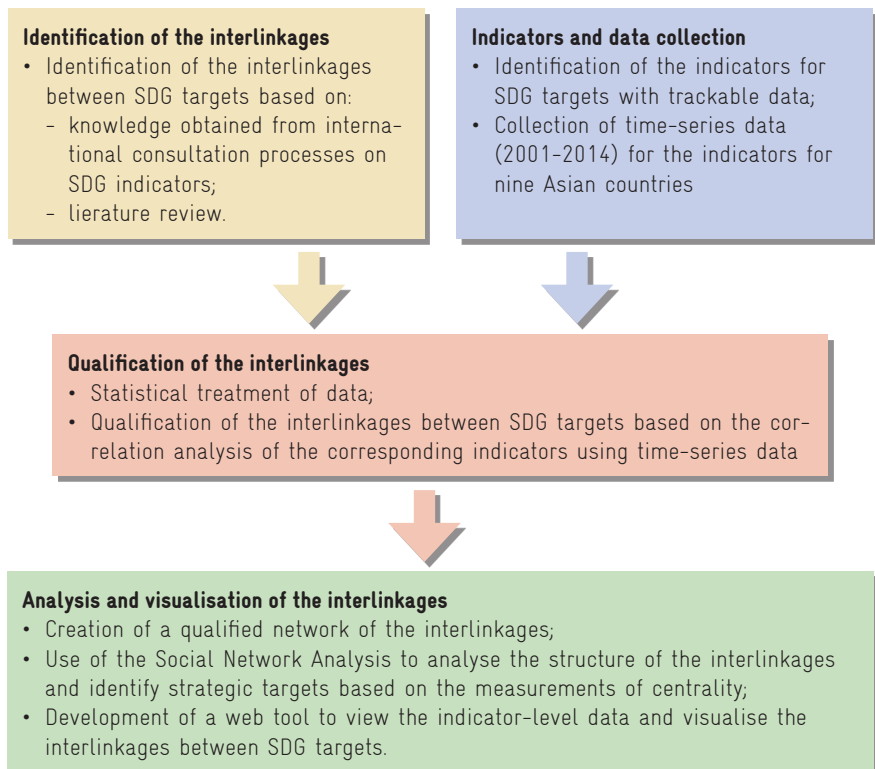 Identification of the interlinkages
• Identification of the interlinkages
between SDG targets based on:
- knowledge obtained from interna-
tional consultation processes on
SDG indicators;
- lierature review.
Indicators and data collection
• Identification of the indicators for
SDG targets with trackable data;
• Collection of time-series data
(2001-2014) for the indicators for
nine Asian countries
Qualification of the interlinkages
• Statistical treatment of data;
• Qualification of the interlinkages between SDG targets based on the cor-
relation analysis of the corresponding indicators using time-series data
Analysis and visualisation of the interlinkages
• Creation of a qualified network of the interlinkages;
• Use of the Social Network Analysis to analyse the structure of the interlinkages
and identify strategic targets based on the measurements of centrality;
• Development of a web tool to view the indicator-level data and visualise the
interlinkages between SDG targets.